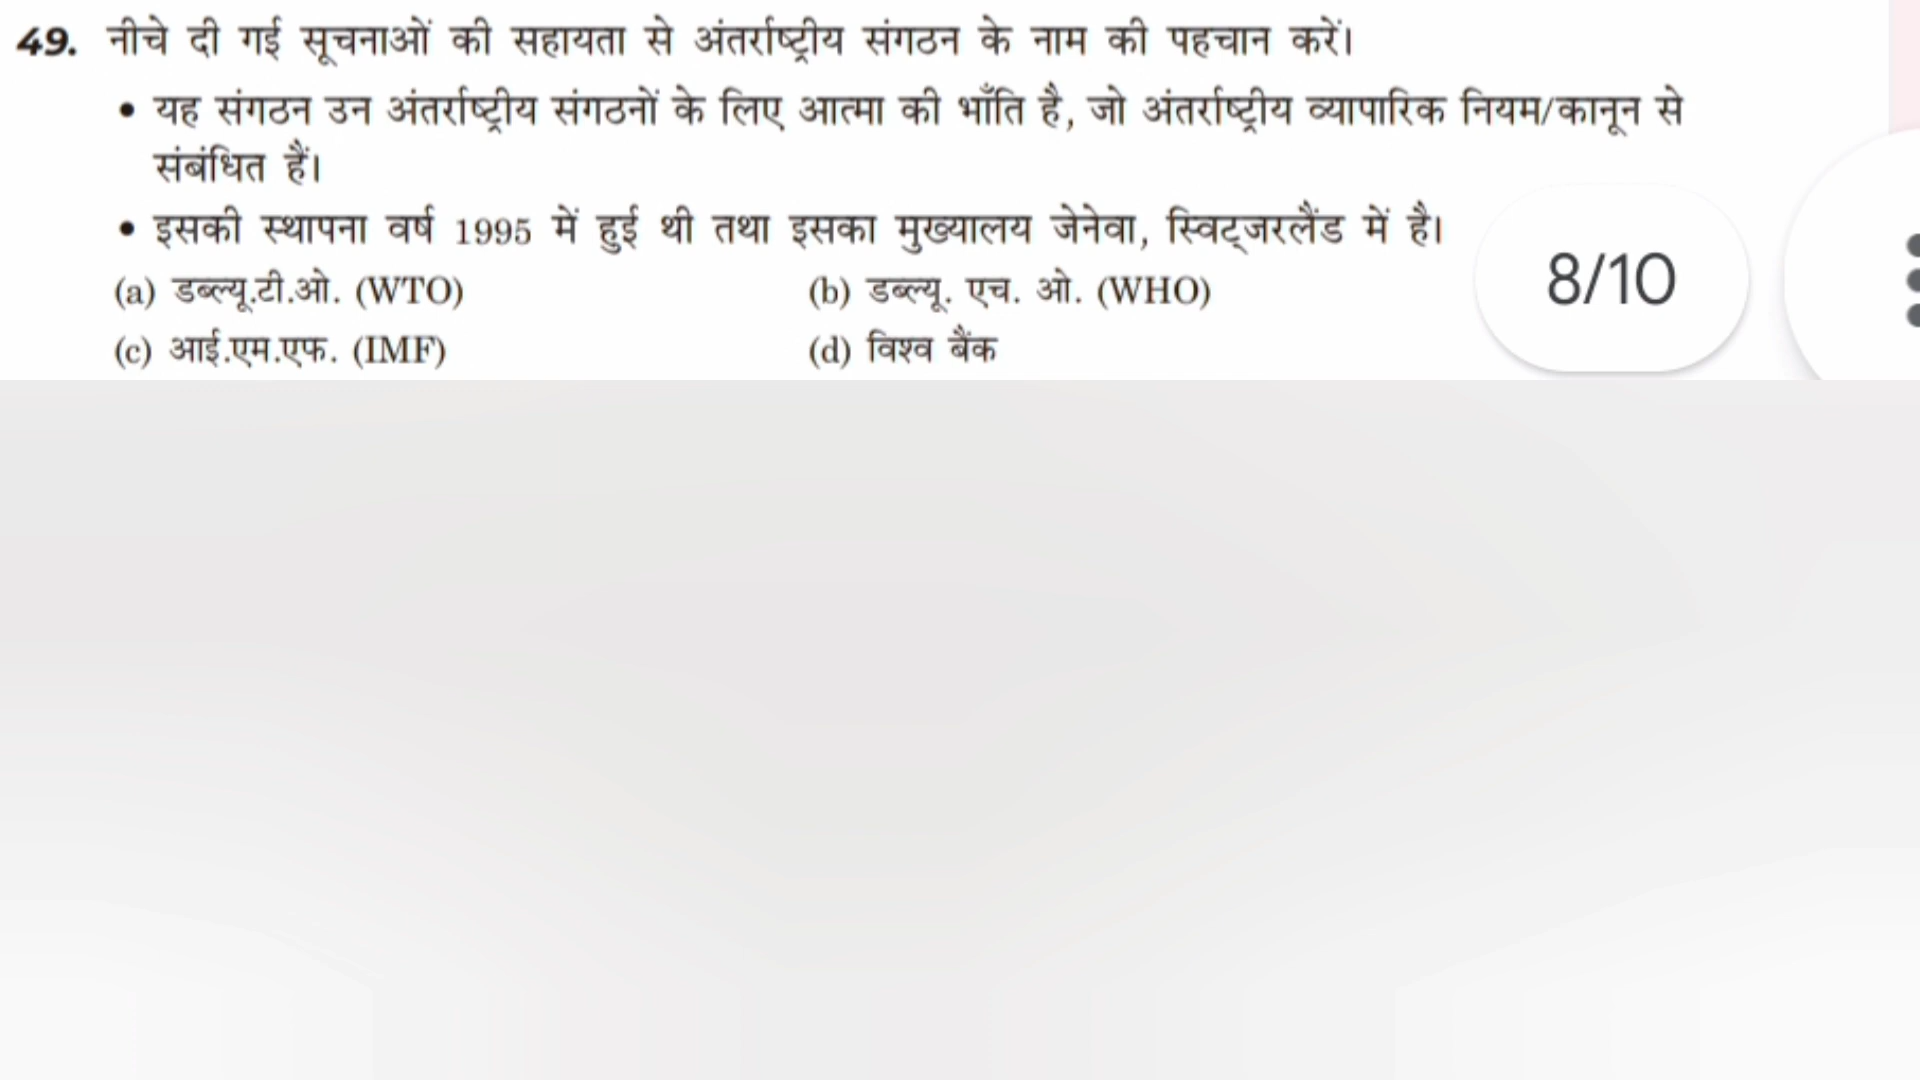 49. नीचे दी गई सूचनाओं की सहायता से अंतर्राष्ट्रीय संगठन के नाम की पहचान करें।
• यह संगठन उन अंतर्राष्ट्रीय संगठनों के लिए आत्मा की भाँति है, जो अंतर्राष्ट्रीय व्यापारिक नियम/कानून से
संबंधित हैं।
• इसकी स्थापना वर्ष 1995 में हुई थी तथा इसका मुख्यालय जेनेवा, स्विट्जरलैंड में है।
(a) डब्ल्यू.टी.ओ. (WTO) (b) डब्ल्यू. एच. ओ. (WHO)
(c) आई.एम.एफ. (IMF) (d) विश्व बैंक
8/10